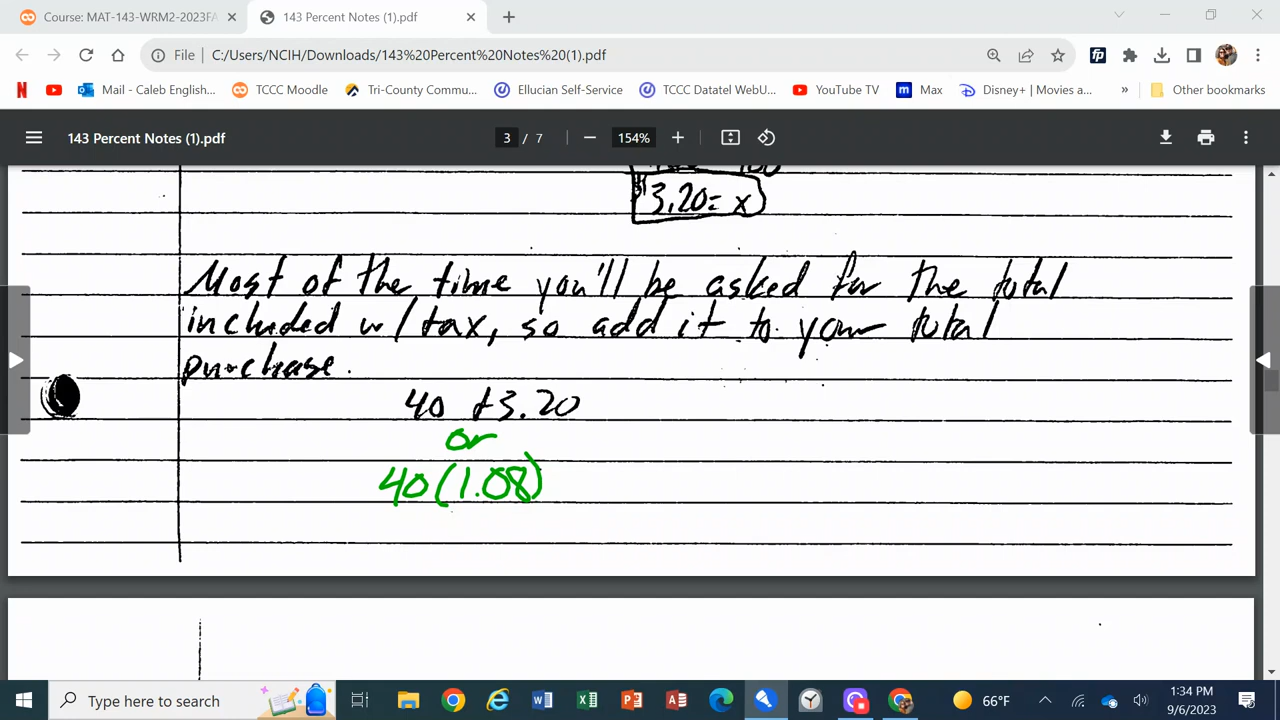 Course: MAT-143-WRM2-2023FA
143 Percent Notes (1).pdf
File
C:/Users/NCIH/Downloads/143%20Percent%20Notes%20(1).pdf
Mail - Caleb English...
TCCC Moodle
Tri-County Commu...
Ellucian Self-Service
TCCC Datatel WebU...
YouTube TV
Max
Disney+ | Movies a...
»
Other bookmarks
143 Percent Notes (1).pdf
3 / 7
154%
3.20 = x
Most of the time you'll be asked for the total
included w/ tax, so add it to your total
purchase.
40 + 3.20
or
40(1.08)
Type here to search
66°F
1:34 PM
9/6/2023